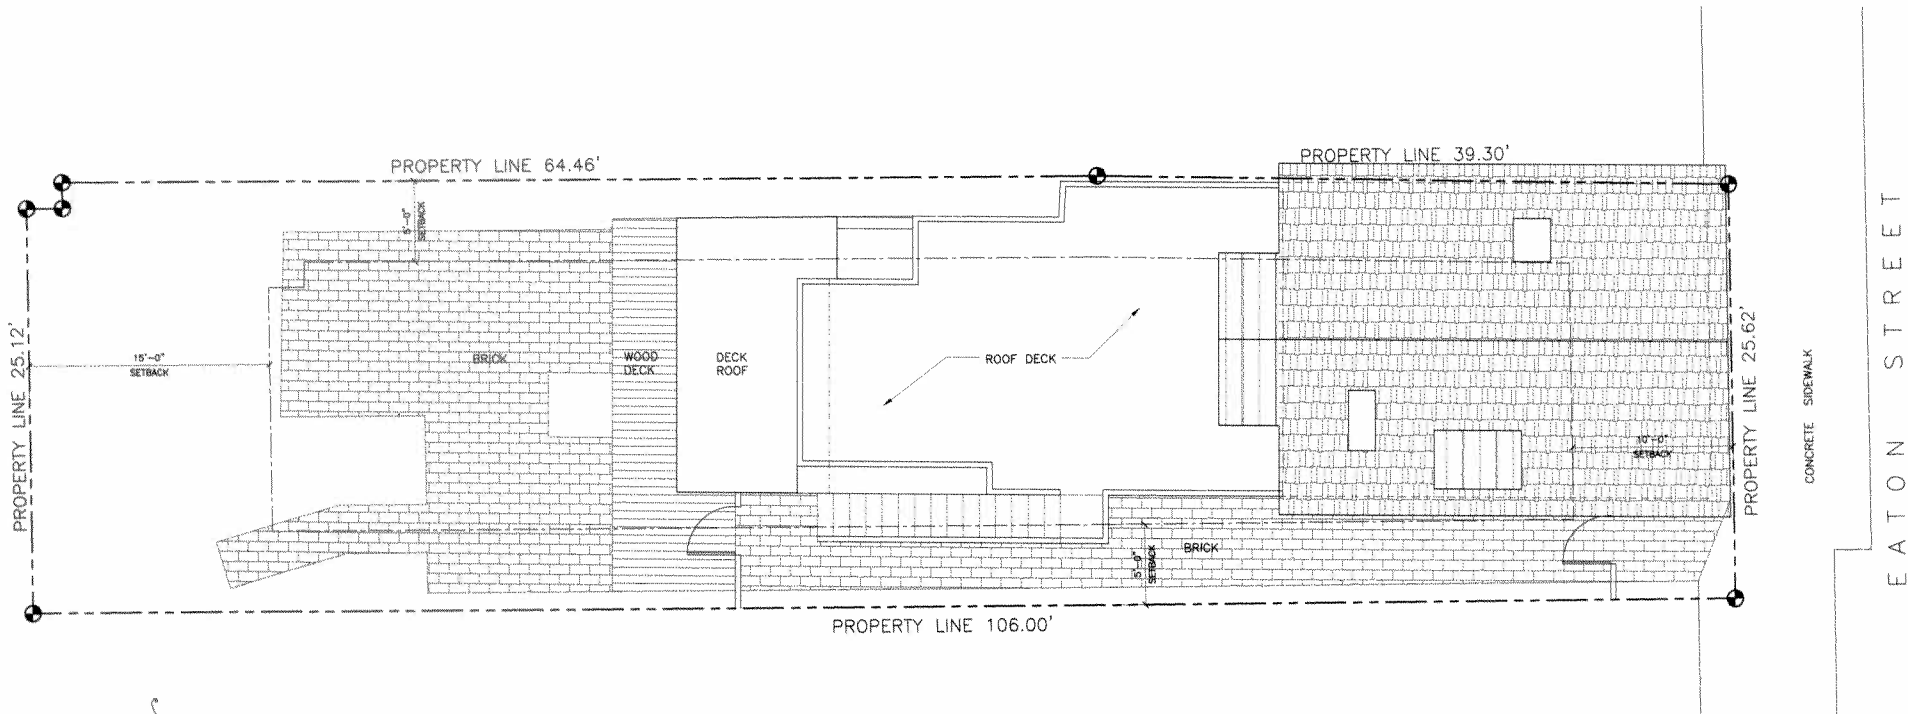 PROPERTY LINE 64.46'
PROPERTY LINE 39.30'
5'-0"
SETBACK
PROPERTY LINE 25.12'
15'-0"
SETBACK
BRICK
WOOD
DECK
DECK
ROOF
ROOF DECK
10'-0"
SETBACK
PROPERTY LINE 25.62'
CONCRETE SIDEWALK
EATON STREET
5'-0"
SETBACK
BRICK
PROPERTY LINE 106.00'